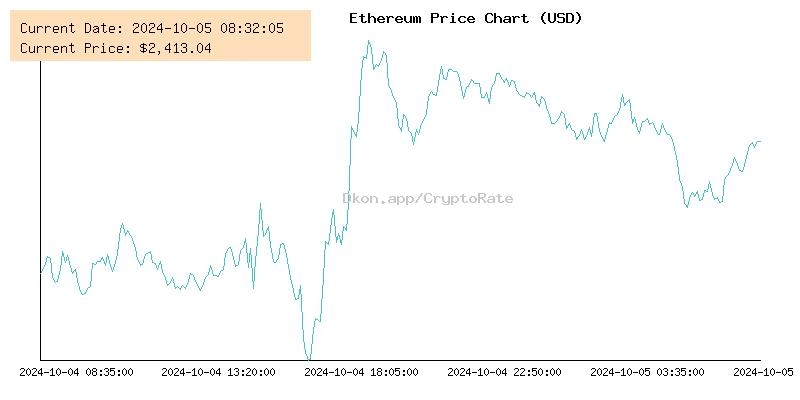 Ethereum Price Chart (USD)
Current Date: 2024-10-05 08:32:05
Current Price: $2,413.04
Dkon.app/CryptoRate
2024-10-04 08:35:00
2024-10-04 13:20:00
2024-10-04 18:05:00
2024-10-04 22:50:00
2024-10-05 03:35:00
2024-10-05